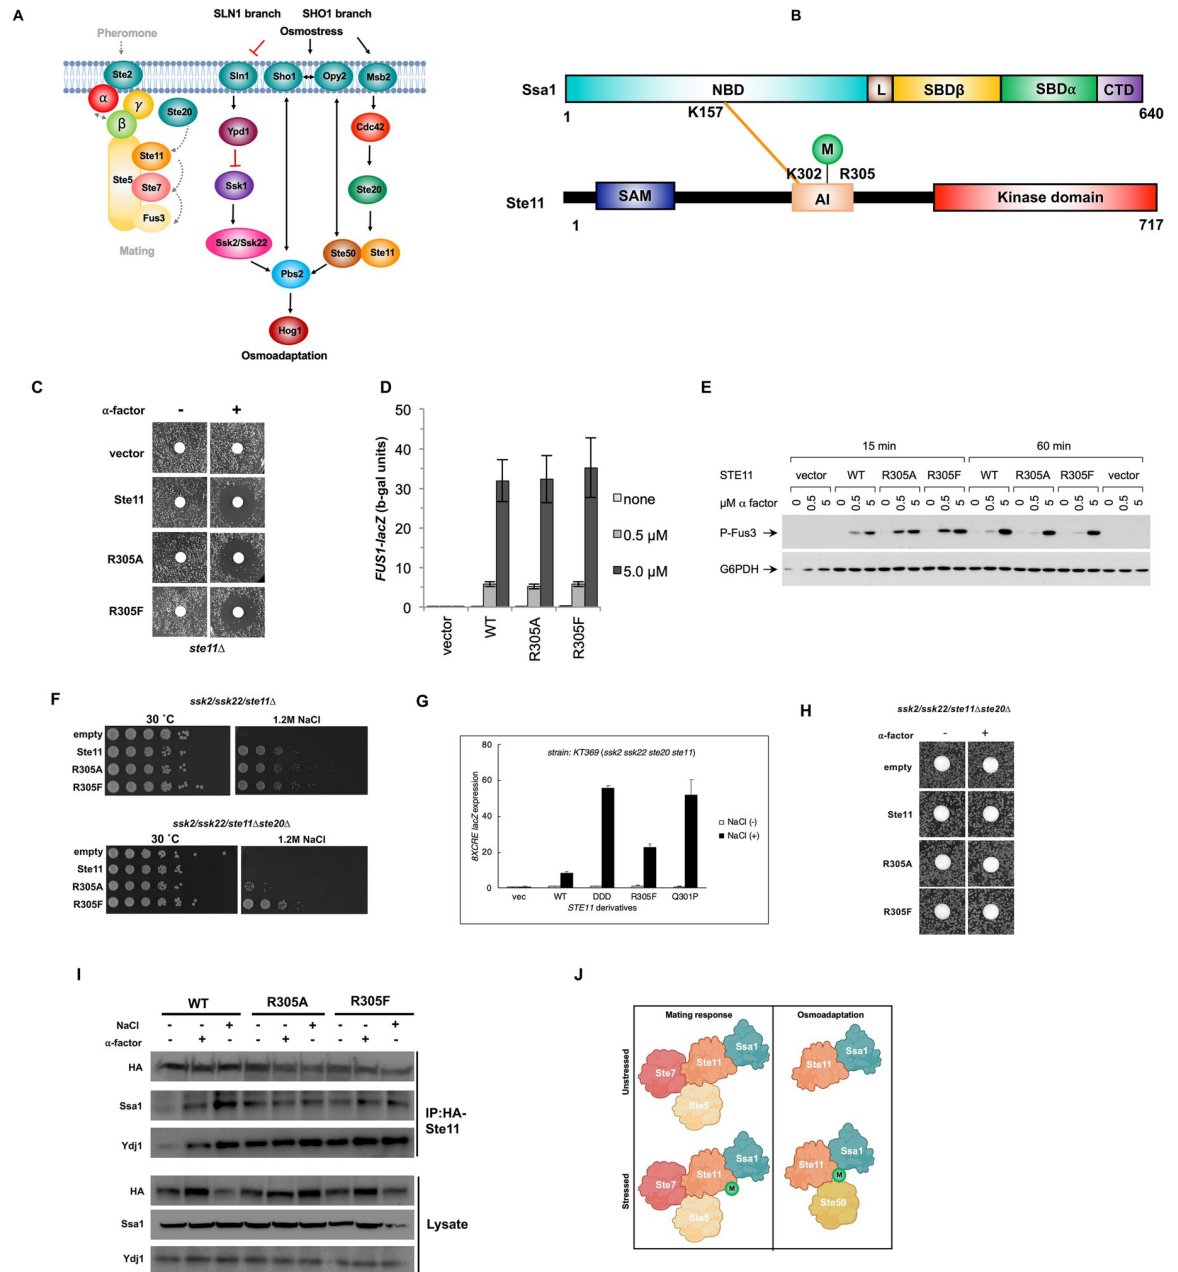 A
SLN1 branch
SHO1 branch
Osmostress
Pheromone
Ste2
Sln1
Sho1
Opy2
Msb2
α
γ
β
Ste20
Ypd1
Cdc42
Ste11
Ste5
Ste7
Ssk1
Ste20
Fus3
Mating
Ssk2/Ssk22
Ste50
Ste11
Pbs2
Hog1
Osmoadaptation
B
Ssa1
NBD
L
SBDβ
SBDα
CTD
1
K157
640
M
K302
R305
Ste11
SAM
AI
Kinase domain
1
717
C
α-factor
-
+
vector
Ste11
R305A
R305F
ste11Δ
D
FUS1-lacZ (b-gal units)
50
40
30
20
10
0
none
0.5 µM
5.0 µM
vector
WT
R305A
R305F
E
15 min
60 min
STE11
vector WT R305A R305F WT R305A R305F vector
µM α factor
0 0.5 5 0 0.5 5 0 0.5 5 0 0.5 5 0 0.5 5 0 0.5 5 0 0.5 5 0 0.5 5
P-Fus3
G6PDH
F
ssk2/ssk22/ste11Δ
30 ˚C
1.2M NaCl
empty
Ste11
R305A
R305F
ssk2/ssk22/ste11Δste20Δ
30 ˚C
1.2M NaCl
empty
Ste11
R305A
R305F
G
strain: KT369 (ssk2 ssk22 ste20 ste11)
8XCRE lacZ expression
80
60
40
20
0
NaCl (-)
NaCl (+)
vec
WT
DDD
R305F
Q301P
STE11 derivatives
H
ssk2/ssk22/ste11Δste20Δ
α-factor
-
+
empty
Ste11
R305A
R305F
I
WT R305A R305F
NaCl - - + - - + - - +
α-factor - + - - + - - + -
HA
Ssa1
Ydj1
IP:HA-
Ste11
HA
Ssa1
Ydj1
Lysate
J
Mating response
Osmoadaptation
Unstressed
Ste7
Ste11
Ssa1
Ste5
Ste11
Ssa1
Stressed
Ste7
Ste11
Ssa1
M
Ste5
Ste11
Ssa1
M
Ste50